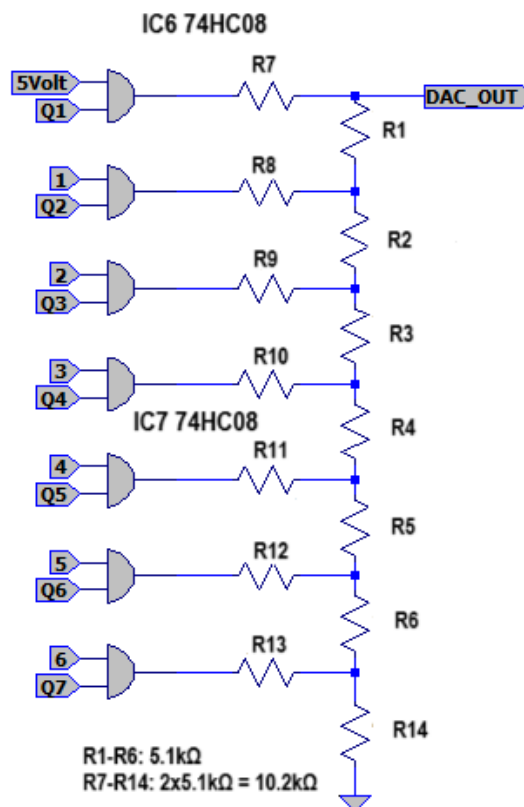 IC6 74HC08
R7
5Volt
DAC_OUT
Q1
R1
1
R8
Q2
R2
2
R9
Q3
R3
3
R10
Q4
IC7 74HC08
R4
4
R11
Q5
R5
5
R12
Q6
R6
6
R13
Q7
R14
R1-R6: 5.1kΩ
R7-R14: 2x5.1kΩ = 10.2kΩ